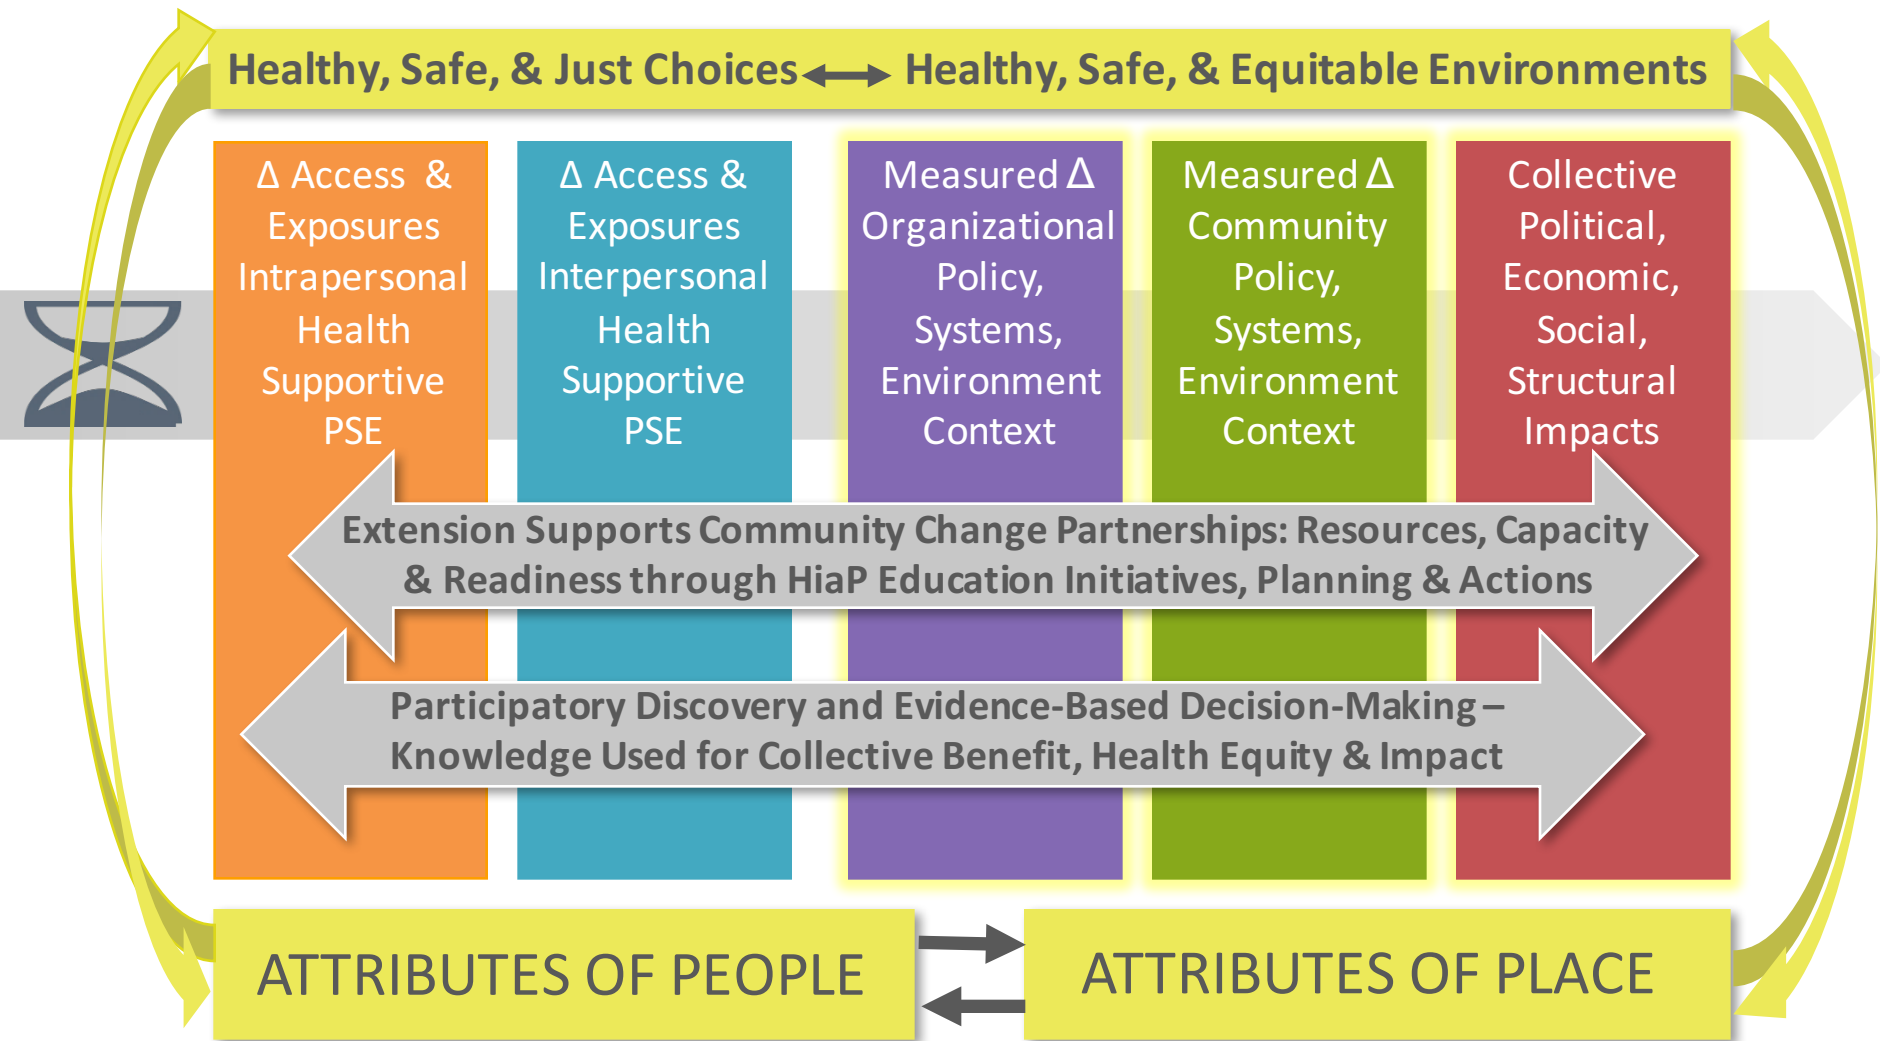 Healthy, Safe, & Just Choices Healthy, Safe, & Equitable Environments
Δ Access &
Exposures
Intrapersonal
Health
Supportive
PSE
Δ Access &
Exposures
Interpersonal
Health
Supportive
PSE
Measured Δ
Organizational
Policy,
Systems,
Environment
Context
Measured Δ
Community
Policy,
Systems,
Environment
Context
Collective
Political,
Economic,
Social,
Structural
Impacts
Extension Supports Community Change Partnerships: Resources, Capacity
& Readiness through HiaP Education Initiatives, Planning & Actions
Participatory Discovery and Evidence-Based Decision-Making –
Knowledge Used for Collective Benefit, Health Equity & Impact
ATTRIBUTES OF PEOPLE
ATTRIBUTES OF PLACE